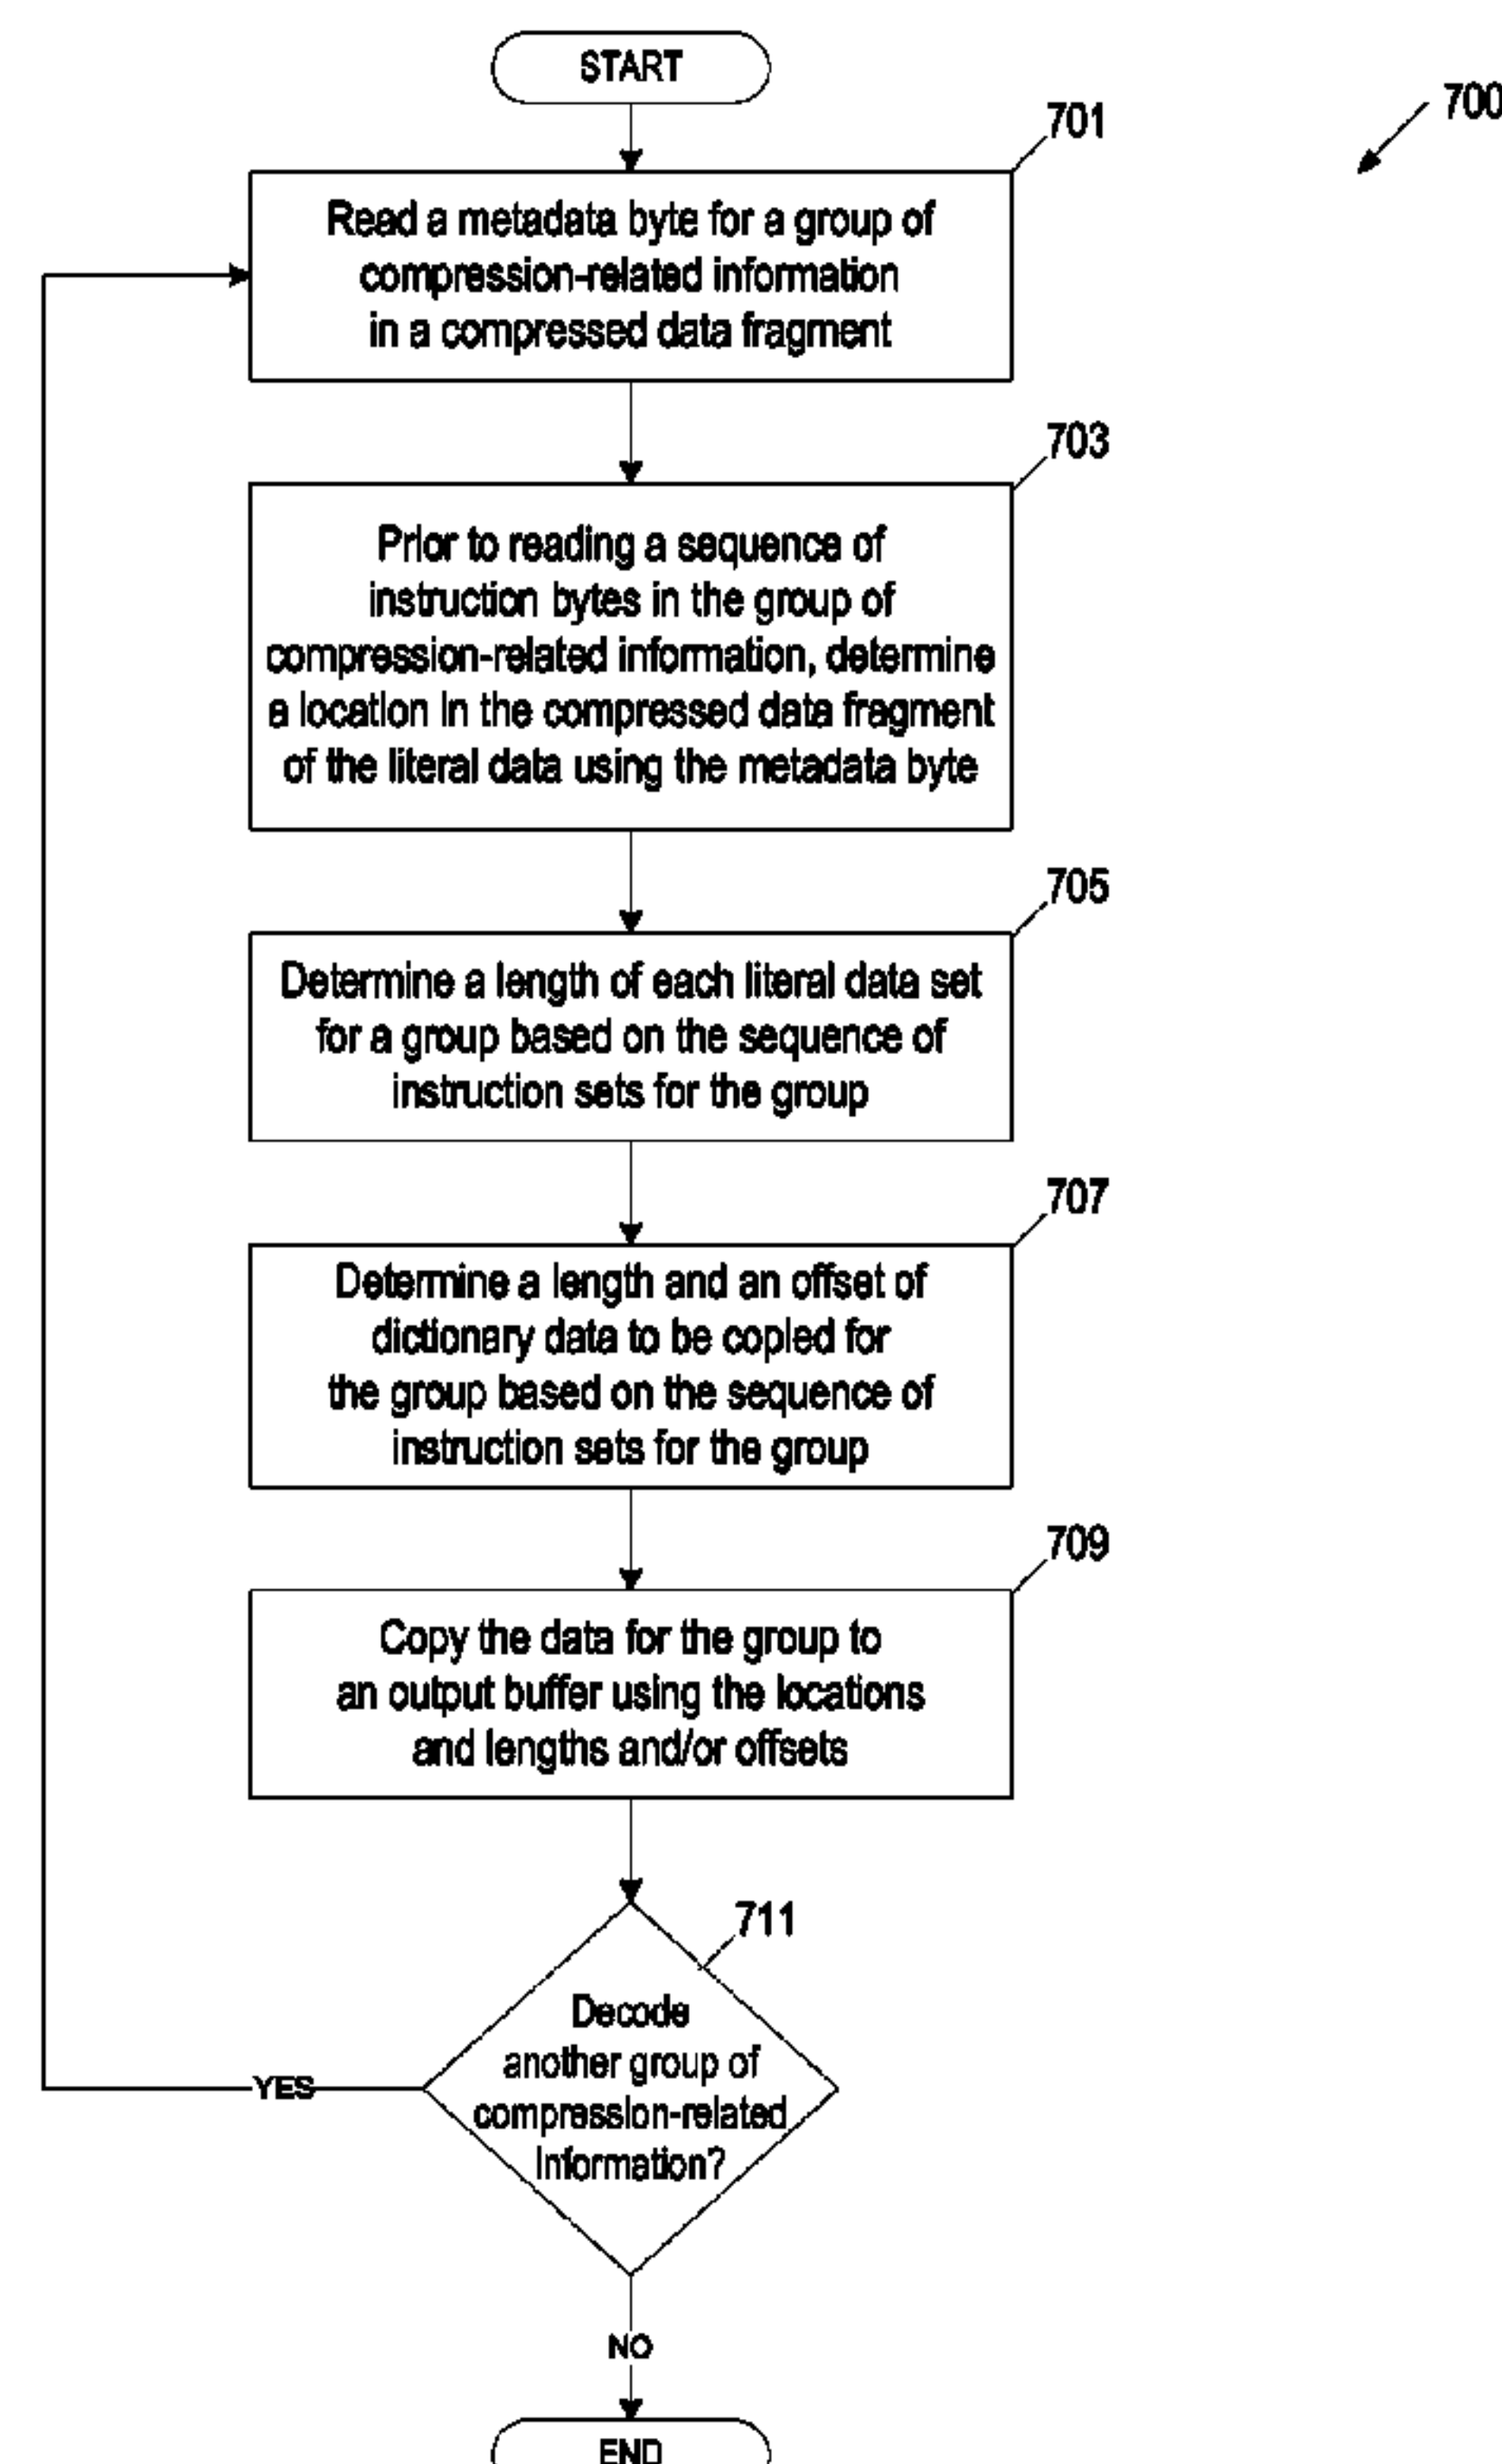 START
700
701
Read a metadata byte for a group of
compression-related information
in a compressed data fragment
703
Prior to reading a sequence of
instruction bytes in the group of
compression-related information, determine
a location in the compressed data fragment
of the literal data using the metadata byte
705
Determine a length of each literal data set
for a group based on the sequence of
instruction sets for the group
707
Determine a length and an offset of
dictionary data to be copied for
the group based on the sequence of
instruction sets for the group
709
Copy the data for the group to
an output buffer using the locations
and lengths and/or offsets
711
Decode
another group of
compression-related
Information?
YES
NO
END